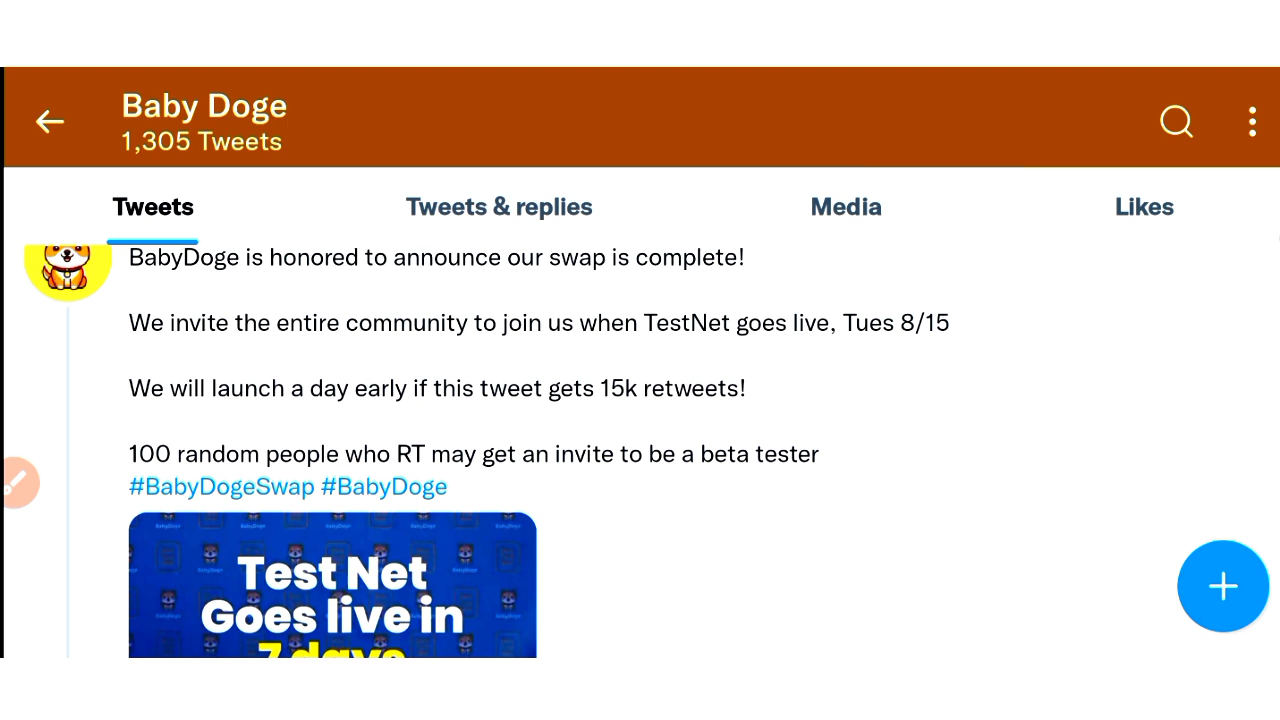 Baby Doge
1,305 Tweets
Tweets
Tweets & replies
Media
Likes
BabyDoge is honored to announce our swap is complete!
We invite the entire community to join us when TestNet goes live, Tues 8/15
We will launch a day early if this tweet gets 15k retweets!
100 random people who RT may get an invite to be a beta tester
#BabyDogeSwap #BabyDoge
Test Net
Goes live in
7 days